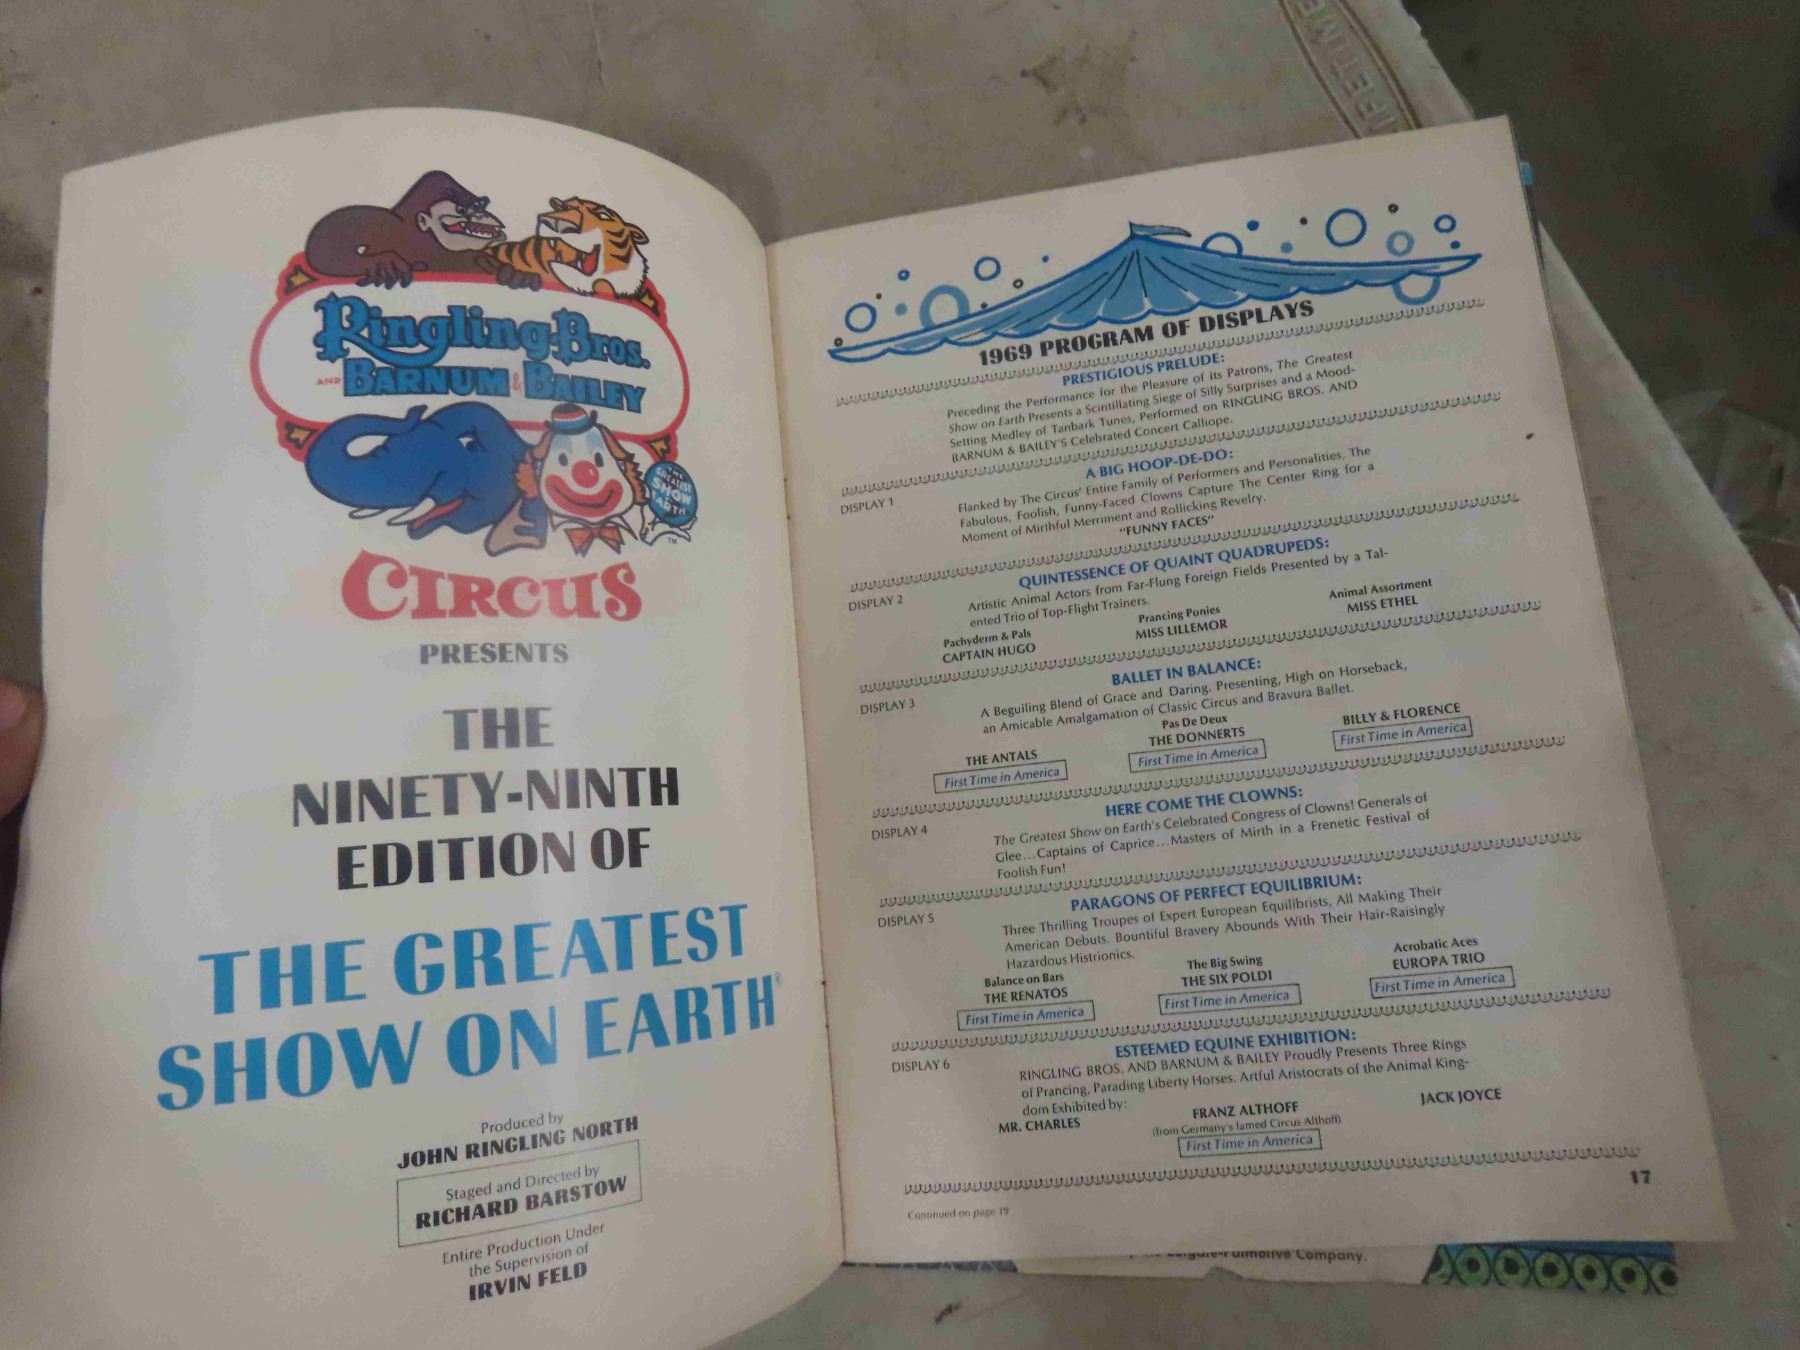 Ringling Bros.
AND BARNUM & BAILEY
THE
GREATEST
SHOW
ON
EARTH
TM
CIRCUS
PRESENTS
THE
NINETY-NINTH
EDITION OF
THE GREATEST
SHOW ON EARTH®
Produced by
JOHN RINGLING NORTH
Staged and Directed by
RICHARD BARSTOW
Entire Production Under
the Supervision of
IRVIN FELD
1969 PROGRAM OF DISPLAYS
PRESTIGIOUS PRELUDE:
Preceding the Performance for the Pleasure of its Patrons, The Greatest
Show on Earth Presents a Scintillating Siege of Silly Surprises and a Mood-
Setting Medley of Tanbark Tunes, Performed on RINGLING BROS. AND
BARNUM & BAILEY'S Celebrated Concert Calliope.
DISPLAY 1
A BIG HOOP-DE-DO:
Flanked by The Circus' Entire Family of Performers and Personalities, The
Fabulous, Foolish, Funny-Faced Clowns Capture The Center Ring for a
Moment of Mirthful Merriment and Rollicking Revelry.
"FUNNY FACES"
DISPLAY 2
QUINTESSENCE OF QUAINT QUADRUPEDS:
Artistic Animal Actors from Far-Flung Foreign Fields Presented by a Tal-
ented Trio of Top-Flight Trainers.
Pachyderm & Pals
CAPTAIN HUGO
Prancing Ponies
MISS LILLEMOR
Animal Assortment
MISS ETHEL
DISPLAY 3
BALLET IN BALANCE:
A Beguiling Blend of Grace and Daring, Presenting, High on Horseback,
an Amicable Amalgamation of Classic Circus and Bravura Ballet.
THE ANTALS
First Time in America
Pas De Deux
THE DONNERTS
First Time in America
BILLY & FLORENCE
First Time in America
DISPLAY 4
HERE COME THE CLOWNS:
The Greatest Show on Earth's Celebrated Congress of Clowns! Generals of
Glee...Captains of Caprice...Masters of Mirth in a Frenetic Festival of
Foolish Fun!
DISPLAY 5
PARAGONS OF PERFECT EQUILIBRIUM:
Three Thrilling Troupes of Expert European Equilibrists, All Making Their
American Debuts. Bountiful Bravery Abounds With Their Hair-Raisingly
Hazardous Histrionics.
Balance on Bars
THE RENATOS
First Time in America
The Big Swing
THE SIX POLDI
First Time in America
Acrobatic Aces
EUROPA TRIO
First Time in America
DISPLAY 6
ESTEEMED EQUINE EXHIBITION:
RINGLING BROS. AND BARNUM & BAILEY Proudly Presents Three Rings
of Prancing, Parading Liberty Horses. Artful Aristocrats of the Animal King-
dom Exhibited by:
MR. CHARLES
FRANZ ALTHOFF
(from Germany's famed Circus Althoff)
First Time in America
JACK JOYCE
17
Continued on page 19
Colgate-Palmolive Company.
LIFETIME